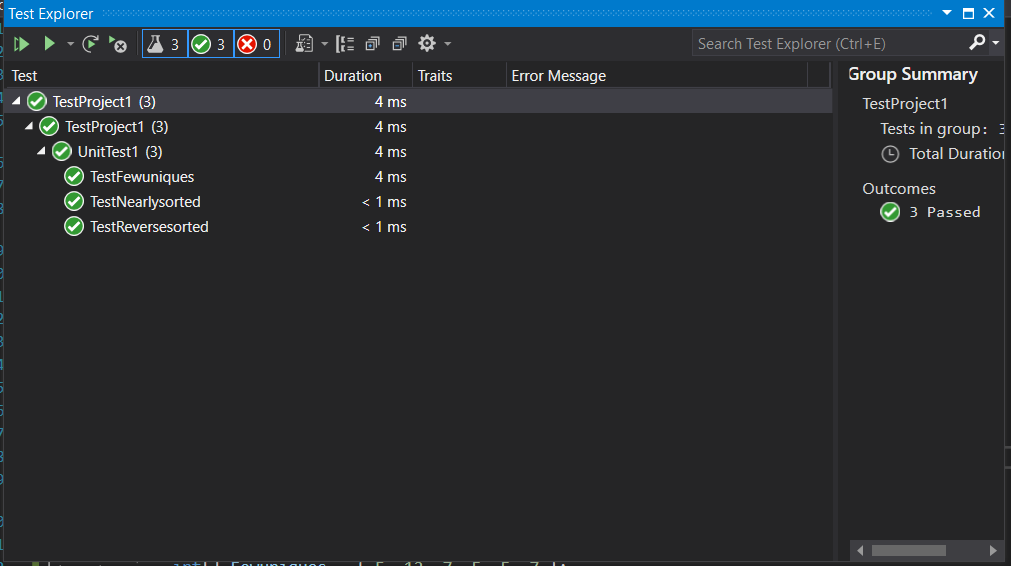 Test Explorer
3 3 0
Search Test Explorer (Ctrl+E)
Test Duration Traits Error Message
TestProject1 (3) 4 ms
TestProject1 (3) 4 ms
UnitTest1 (3) 4 ms
TestFewuniques 4 ms
TestNearlysorted < 1 ms
TestReversesorted < 1 ms
Group Summary
TestProject1
Tests in group: 3
Total Duration
Outcomes
3 Passed